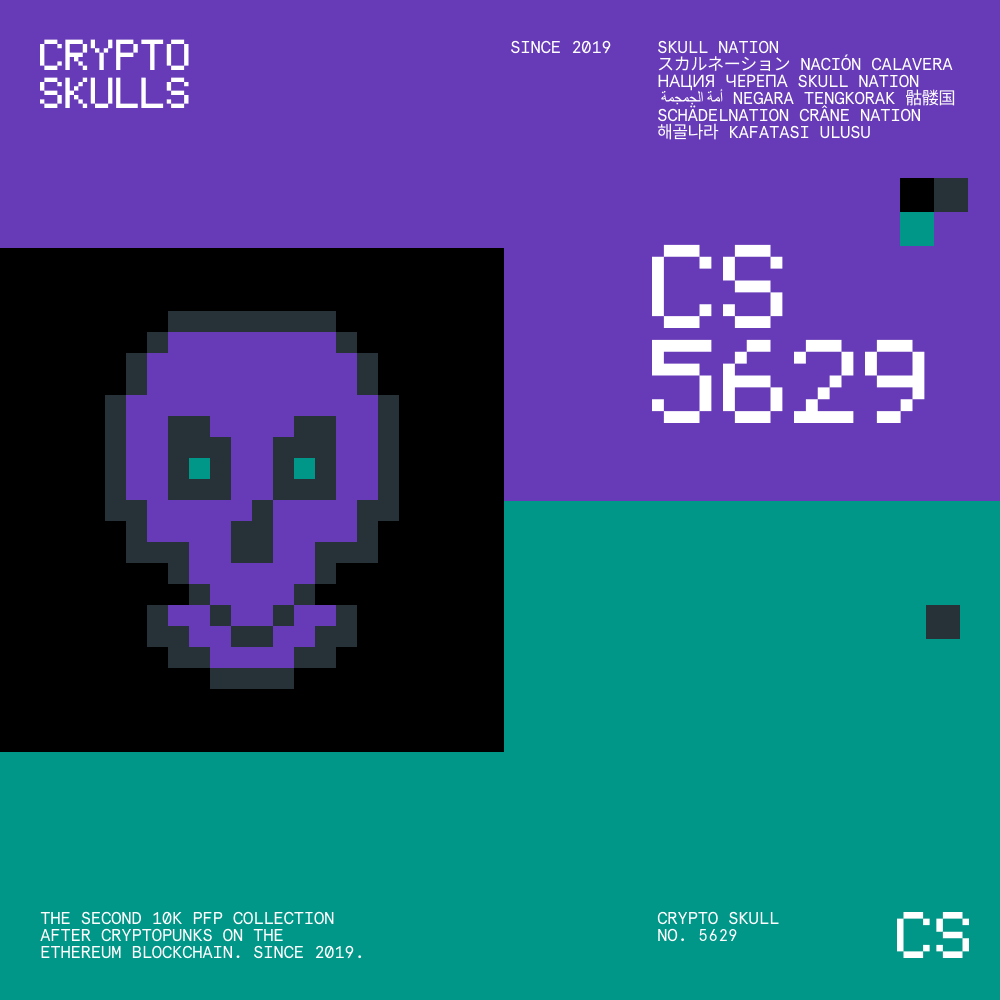 CRYPTO
SKULLS
SINCE 2019
SKULL NATION
スカルネーション NACIÓN CALAVERA
НАЦИЯ ЧЕРЕПА SKULL NATION
أمة الجمجمة NEGARA TENGKORAK 骷髅国
SCHÄDELNATION CRÂNE NATION
해골나라 KAFATASI ULUSU
CS
5629
THE SECOND 10K PFP COLLECTION
AFTER CRYPTOPUNKS ON THE
ETHEREUM BLOCKCHAIN. SINCE 2019.
CRYPTO SKULL
NO. 5629
CS